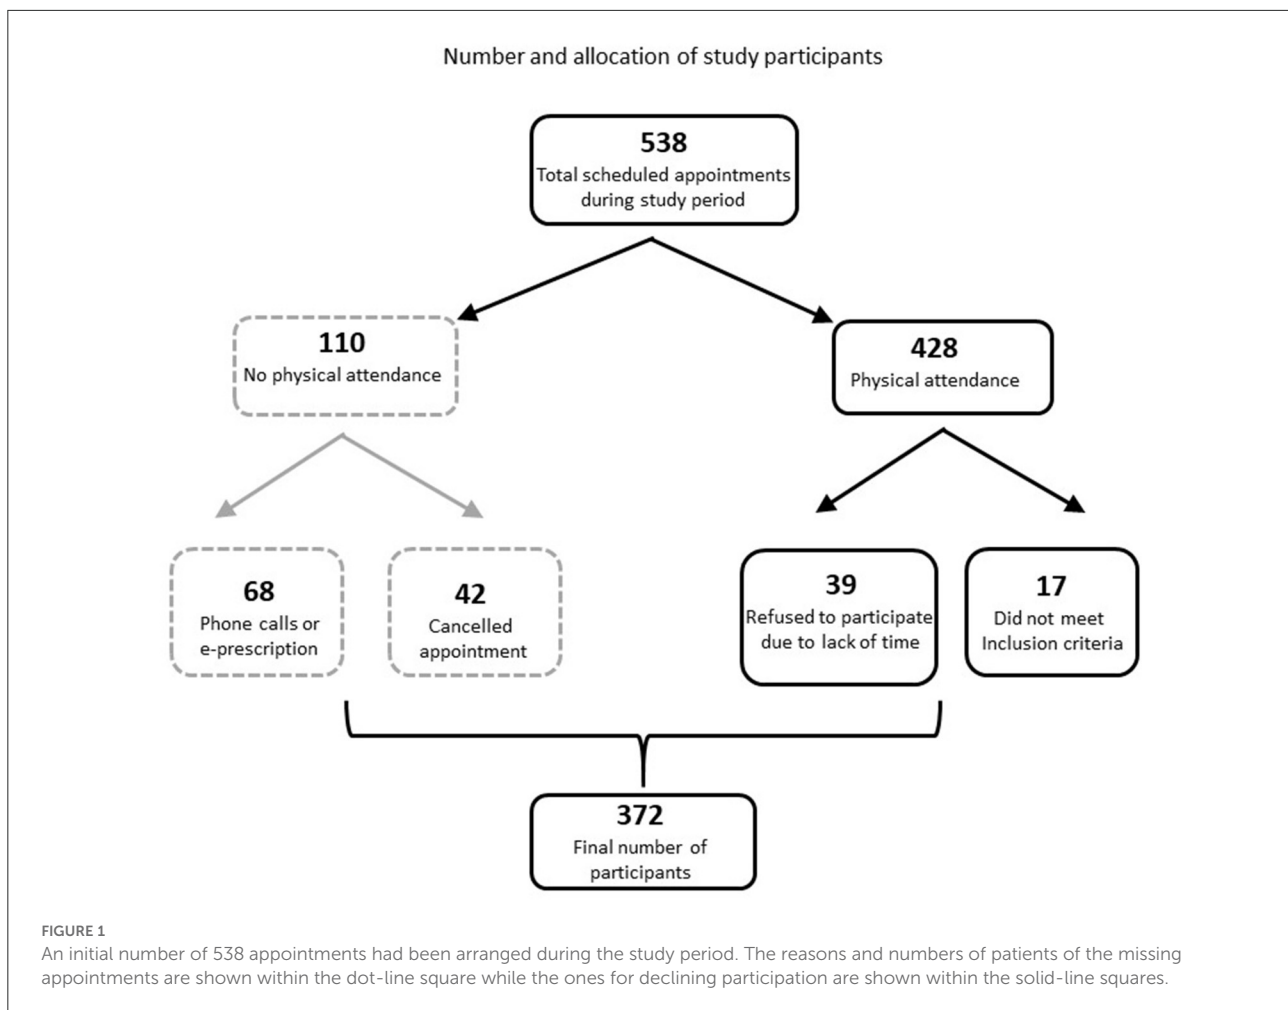 Number and allocation of study participants
538
Total scheduled appointments
during study period
110
No physical attendance
428
Physical attendance
68
Phone calls or
e-prescription
42
Cancelled
appointment
39
Refused to participate
due to lack of time
17
Did not meet
Inclusion criteria
372
Final number of
participants
FIGURE 1
An initial number of 538 appointments had been arranged during the study period. The reasons and numbers of patients of the missing
appointments are shown within the dot-line square while the ones for declining participation are shown within the solid-line squares.